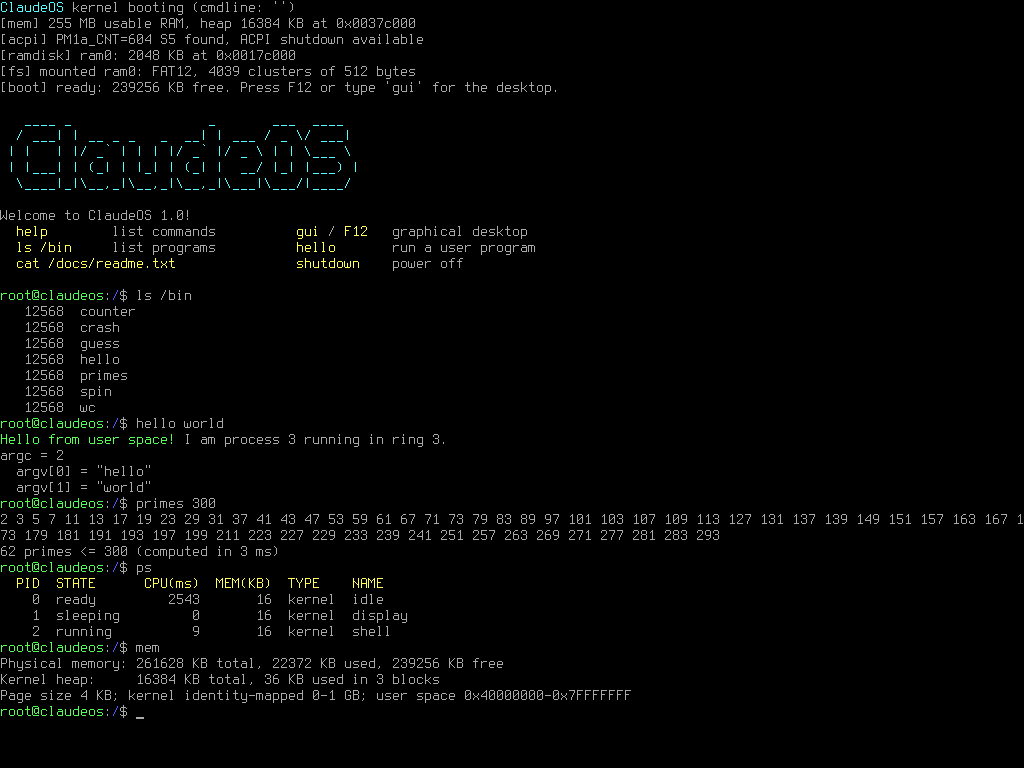 ClaudeOS kernel booting (cmdline: '')
[mem] 255 MB usable RAM, heap 16384 KB at 0x0037c000
[acpi] PM1a_CNT=604 S5 found, ACPI shutdown available
[ramdisk] ram0: 2048 KB at 0x0017c000
[fs] mounted ram0: FAT12, 4039 clusters of 512 bytes
[boot] ready: 239256 KB free. Press F12 or type 'gui' for the desktop.
ClaudeOS
Welcome to ClaudeOS 1.0!
  help        list commands          gui / F12   graphical desktop
  ls /bin     list programs          hello       run a user program
  cat /docs/readme.txt               shutdown    power off
root@claudeos:/$ ls /bin
   12568  counter
   12568  crash
   12568  guess
   12568  hello
   12568  primes
   12568  spin
   12568  wc
root@claudeos:/$ hello world
Hello from user space! I am process 3 running in ring 3.
argc = 2
  argv[0] = "hello"
  argv[1] = "world"
root@claudeos:/$ primes 300
2 3 5 7 11 13 17 19 23 29 31 37 41 43 47 53 59 61 67 71 73 79 83 89 97 101 103 107 109 113 127 131 137 139 149 151 157 163 167 1
73 179 181 191 193 197 199 211 223 227 229 233 239 241 251 257 263 269 271 277 281 283 293
62 primes <= 300 (computed in 3 ms)
root@claudeos:/$ ps
  PID  STATE      CPU(ms)  MEM(KB)  TYPE    NAME
    0  ready         2543       16  kernel  idle
    1  sleeping         0       16  kernel  display
    2  running          9       16  kernel  shell
root@claudeos:/$ mem
Physical memory: 261628 KB total, 22372 KB used, 239256 KB free
Kernel heap:     16384 KB total, 36 KB used in 3 blocks
Page size 4 KB; kernel identity-mapped 0-1 GB; user space 0x40000000-0x7FFFFFFF
root@claudeos:/$ _